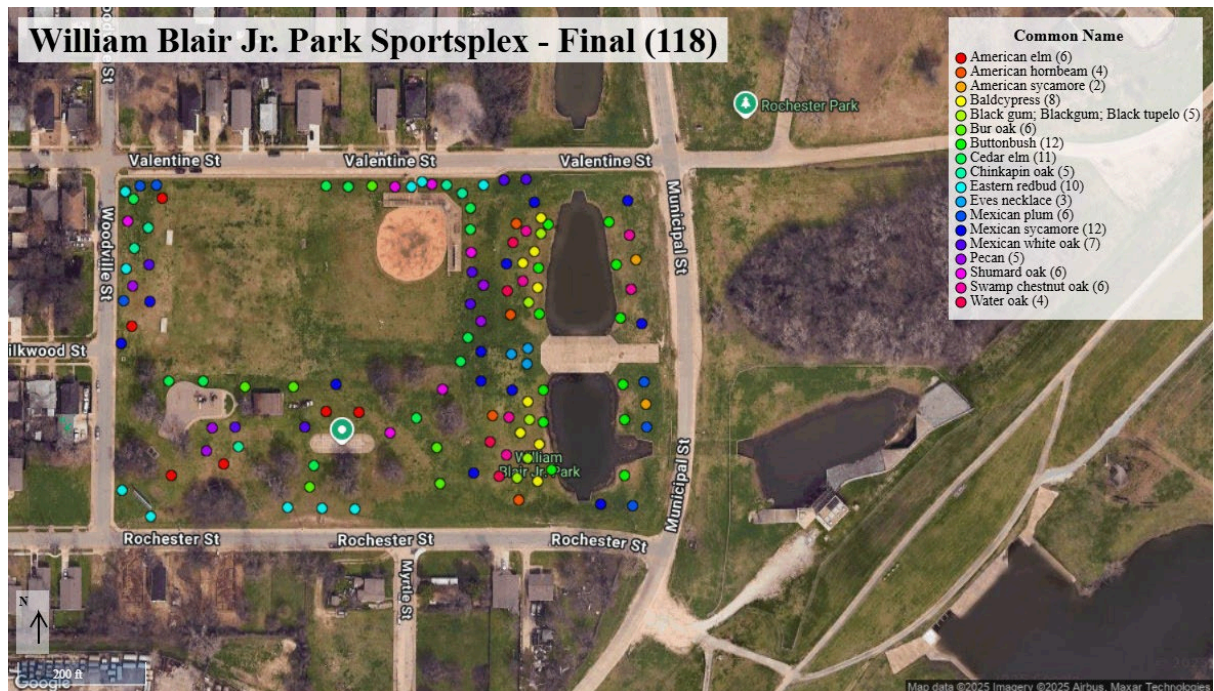 William Blair Jr. Park Sportsplex - Final (118)
Common Name
American elm (6)
American hornbeam (4)
American sycamore (2)
Baldcypress (8)
Black gum; Blackgum; Black tupelo (5)
Bur oak (6)
Buttonbush (12)
Cedar elm (11)
Chinkapin oak (5)
Eastern redbud (10)
Eves necklace (3)
Mexican plum (6)
Mexican sycamore (12)
Mexican white oak (7)
Pecan (5)
Shumard oak (6)
Swamp chestnut oak (6)
Water oak (4)
Rochester Park
Valentine St
Valentine St
Valentine St
Woodville St
Municipal St
ilkwood St
William
Blair Jr. Park
Municipal St
Rochester St
Rochester St
Rochester St
Myrtle St
N
200 ft
Google
Map data ©2025 Imagery ©2025 Airbus, Maxar Technologies